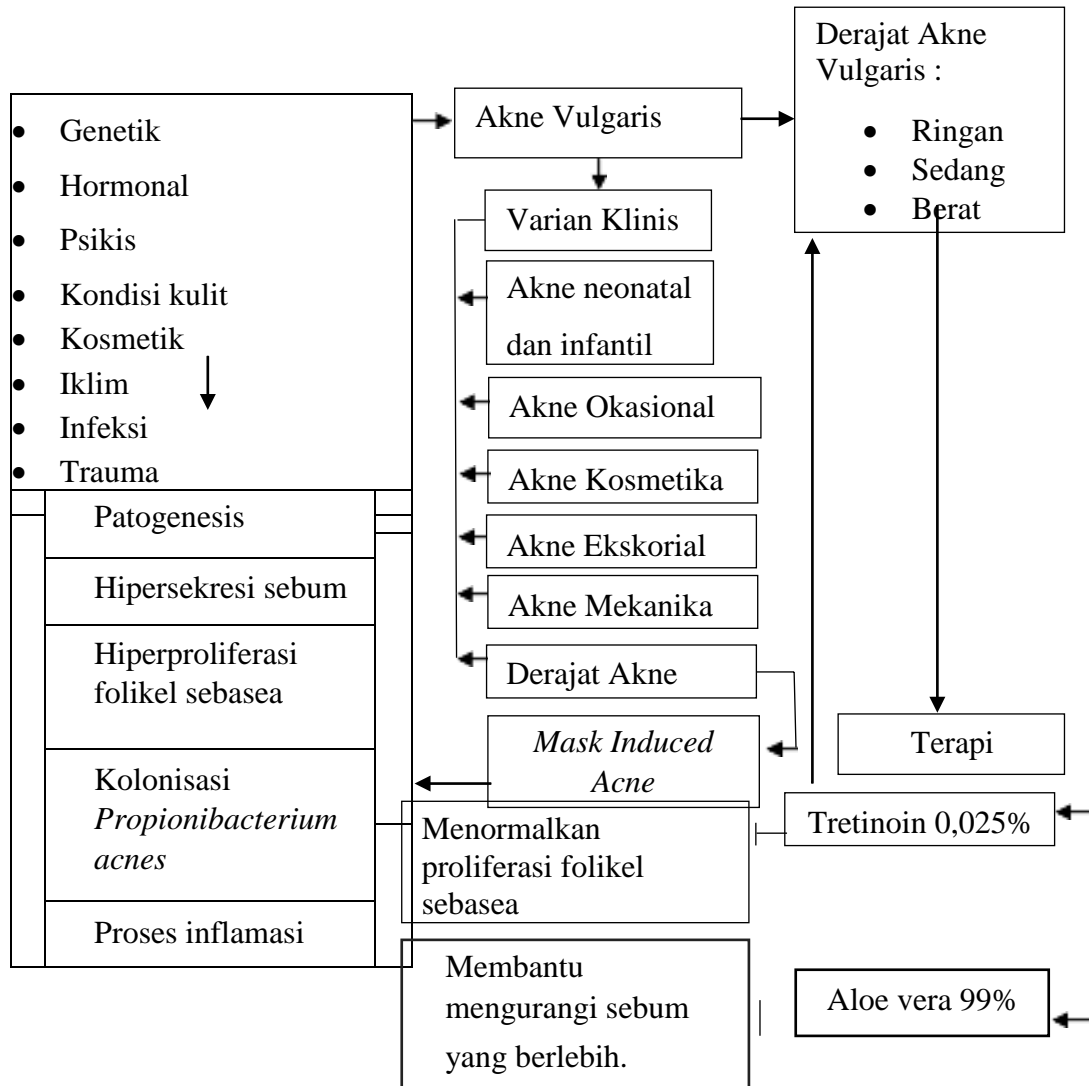 Genetik
Hormonal
Psikis
Kondisi kulit
Kosmetik
Iklim
Infeksi
Trauma
Patogenesis
Hipersekresi sebum
Hiperproliferasi
folikel sebasea
Kolonisasi
Propionibacterium
acnes
Proses inflamasi
Akne Vulgaris
Varian Klinis
Akne neonatal
dan infantil
Akne Okasional
Akne Kosmetika
Akne Ekskorial
Akne Mekanika
Derajat Akne
Mask Induced
Acne
Menormalkan
proliferasi folikel
sebasea
Membantu
mengurangi sebum
yang berlebih.
Derajat Akne
Vulgaris :
Ringan
Sedang
Berat
Terapi
Tretinoin 0,025%
Aloe vera 99%